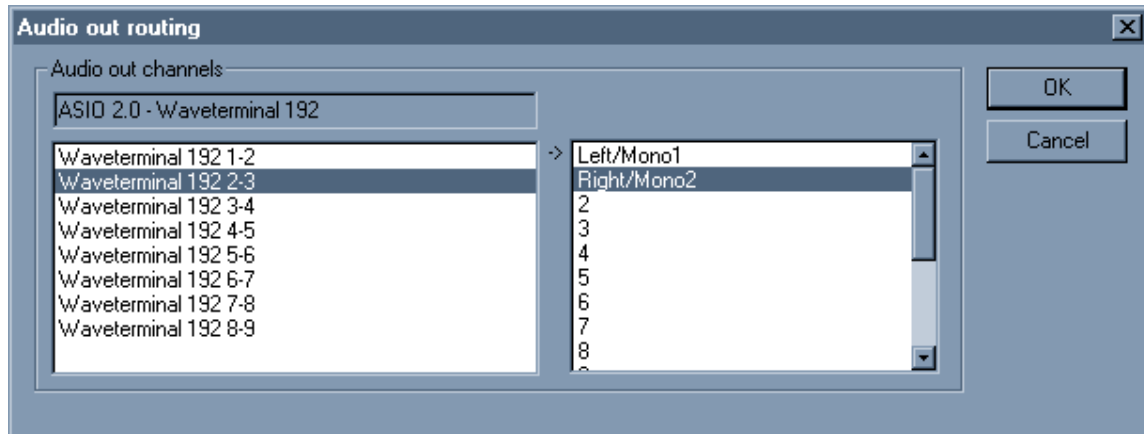 Audio out routing
Audio out channels
ASIO 2.0 - Waveterminal 192
Waveterminal 192 1-2
Waveterminal 192 2-3
Waveterminal 192 3-4
Waveterminal 192 4-5
Waveterminal 192 5-6
Waveterminal 192 6-7
Waveterminal 192 7-8
Waveterminal 192 8-9
->
Left/Mono1
Right/Mono2
2
3
4
5
6
7
8
OK
Cancel